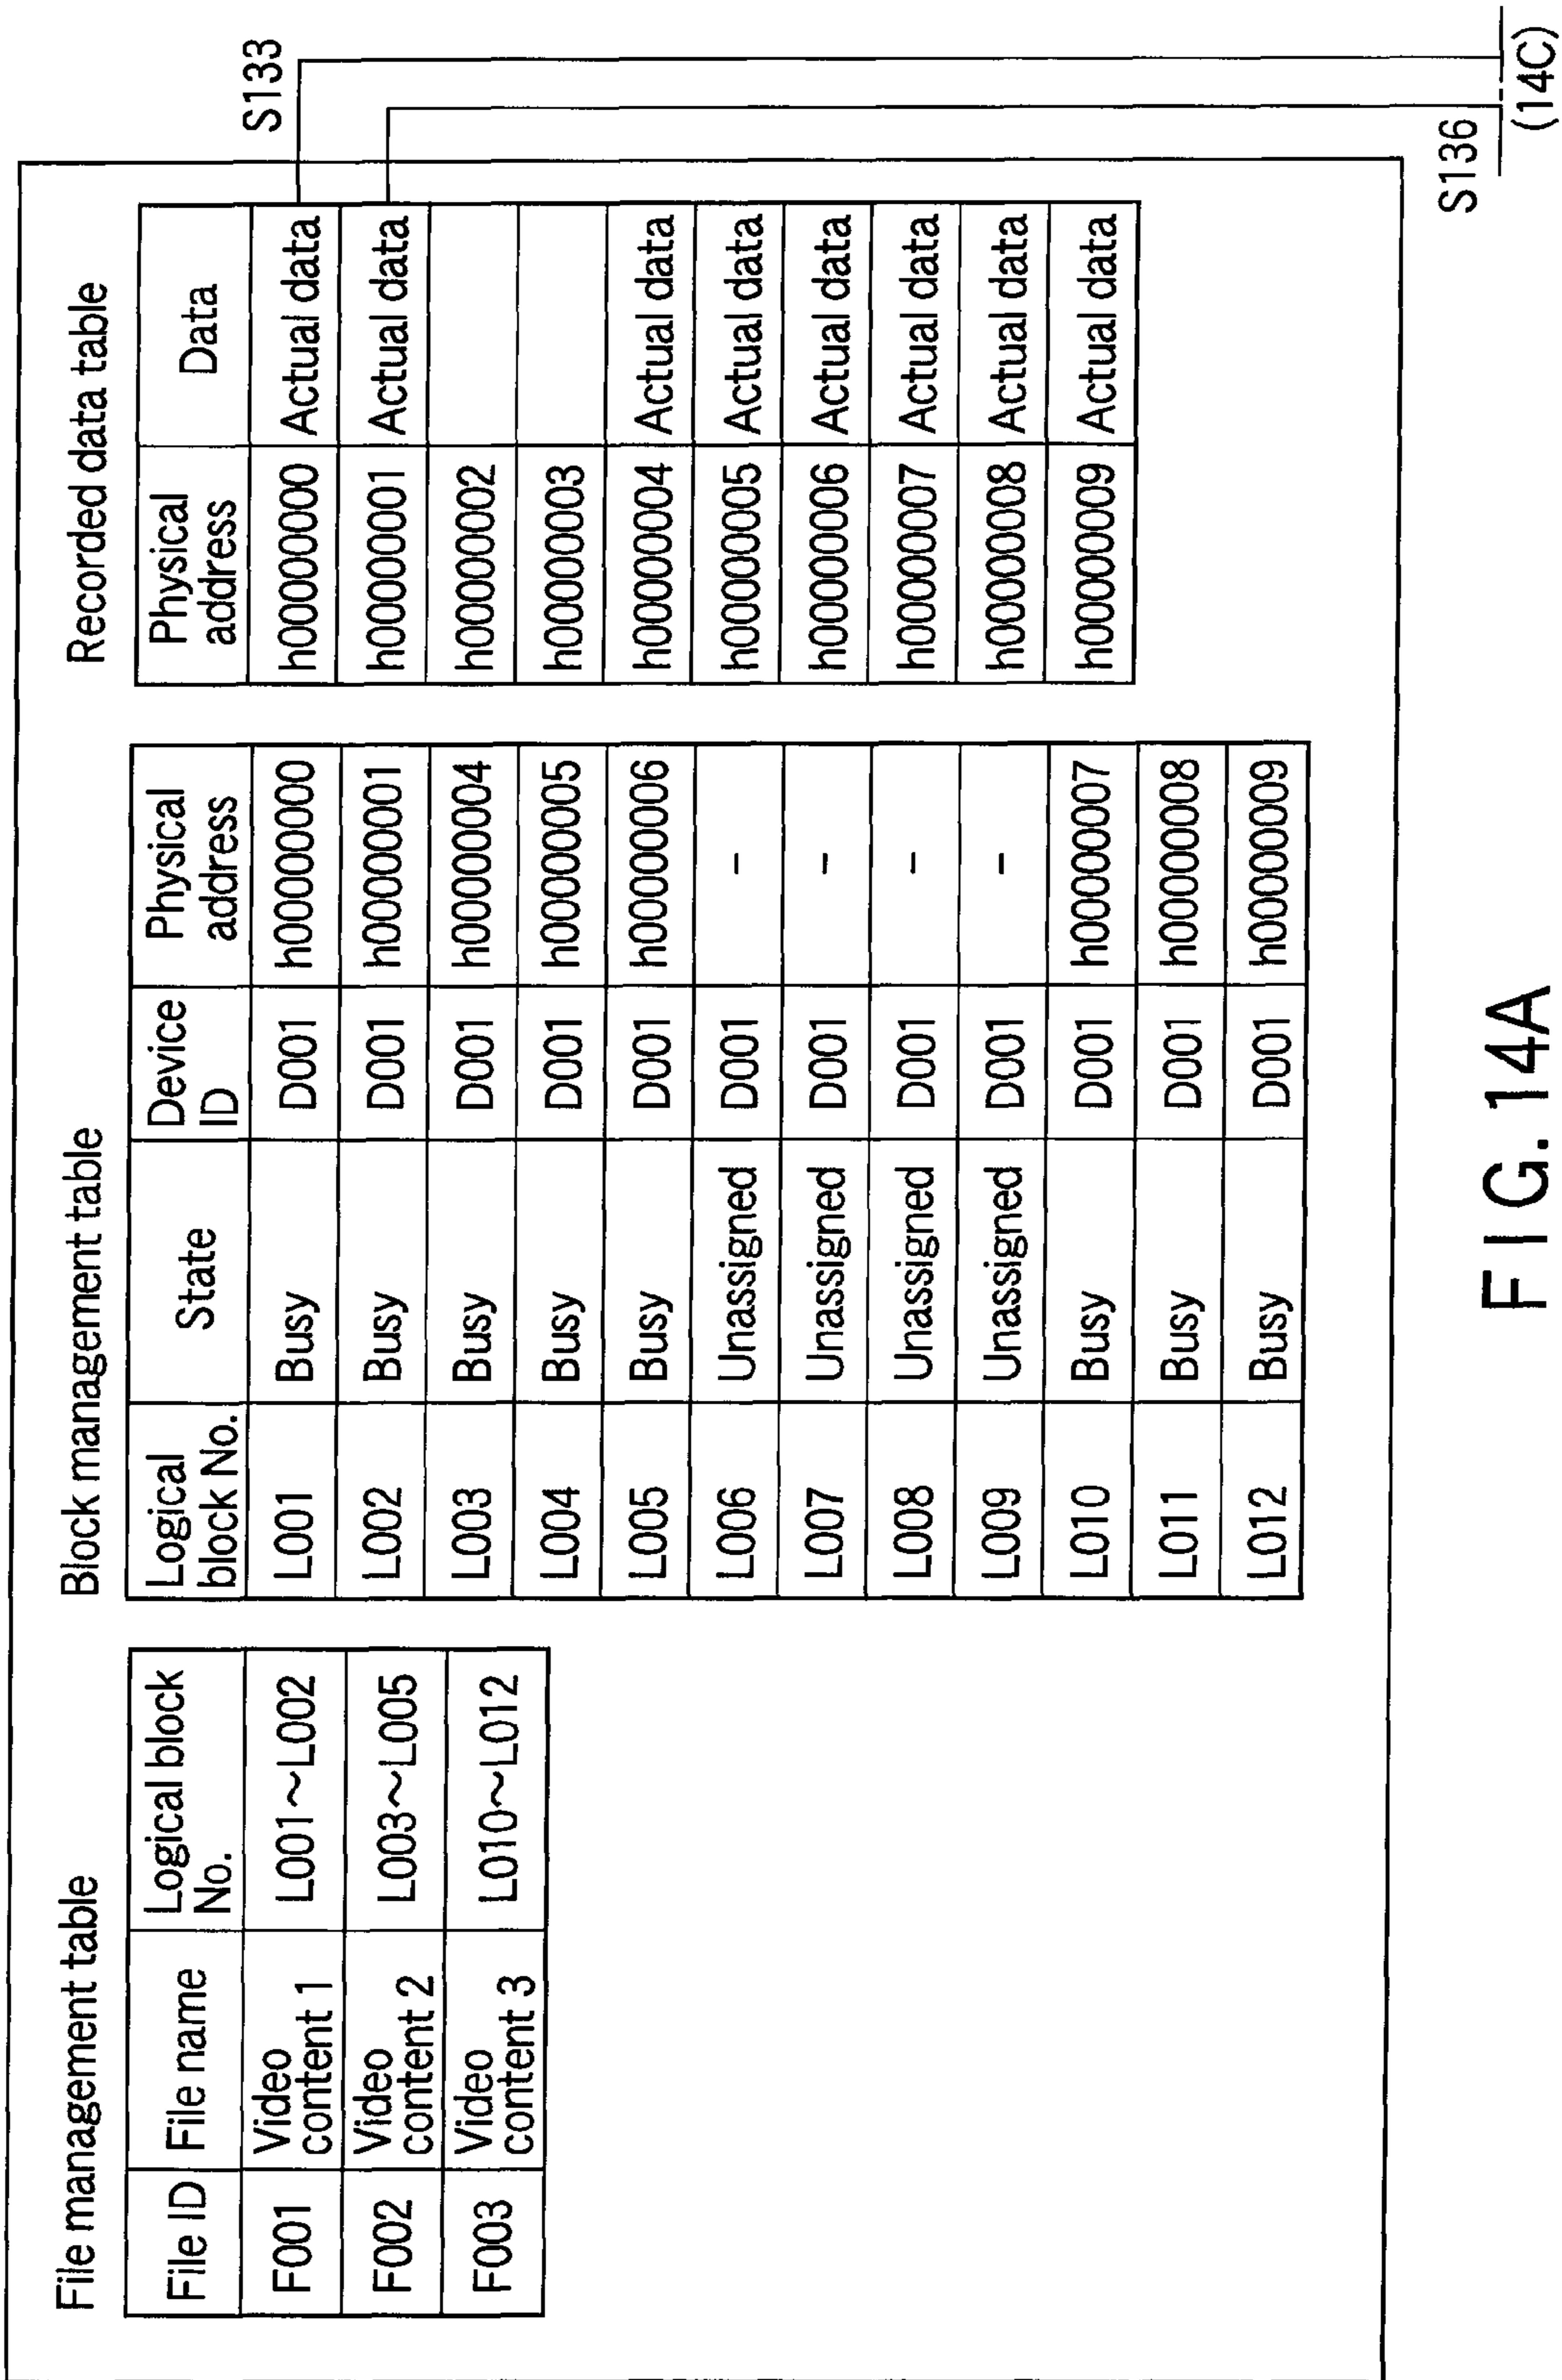 File management table
File ID File name Logical block No.
F001 Video content 1 L001~L002
F002 Video content 2 L003~L005
F003 Video content 3 L010~L012
Block management table
Logical block No. State Device ID Physical address
L001 Busy D001 h00000000
L002 Busy D001 h00000001
L003 Busy D001 h00000004
L004 Busy D001 h00000005
L005 Busy D001 h00000006
L006 Unassigned D001 -
L007 Unassigned D001 -
L008 Unassigned D001 -
L009 Unassigned D001 -
L010 Busy D001 h00000007
L011 Busy D001 h00000008
L012 Busy D001 h00000009
Recorded data table
Physical address Data
h00000000 Actual data
h00000001 Actual data
h00000002
h00000003
h00000004 Actual data
h00000005 Actual data
h00000006 Actual data
h00000007 Actual data
h00000008 Actual data
h00000009 Actual data
S133
S136
(14C)
FIG. 14A